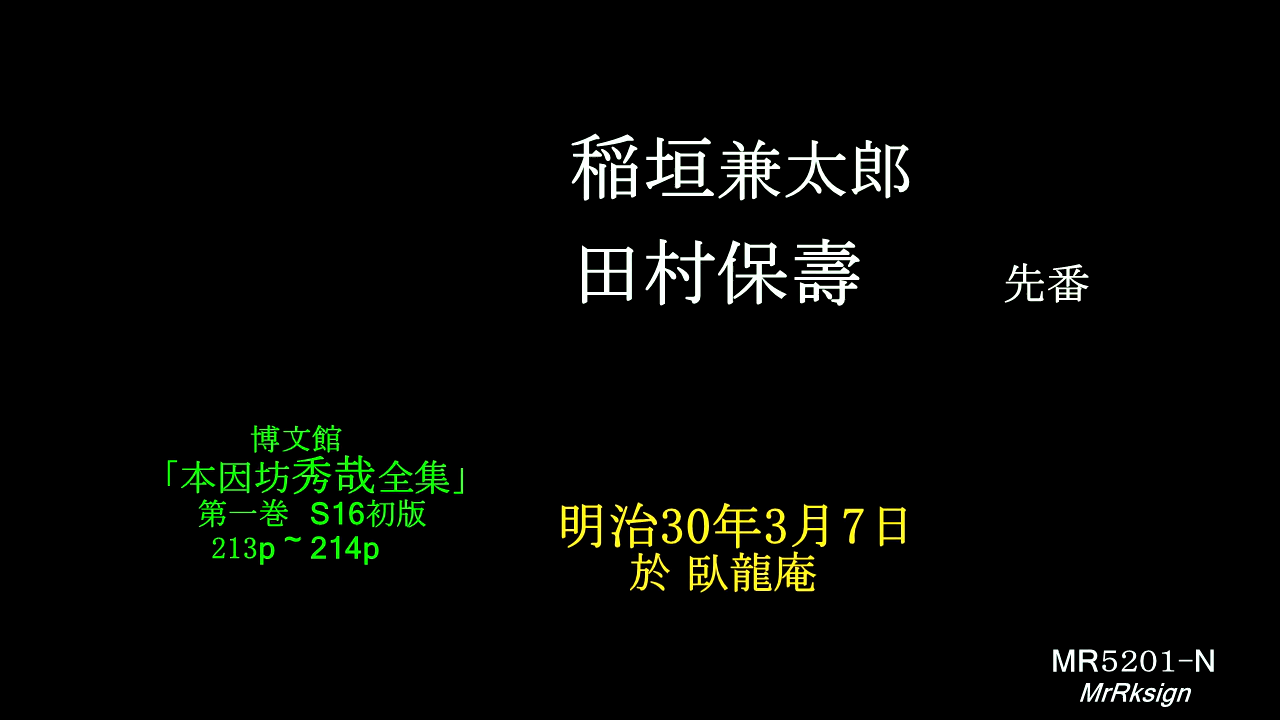 稲垣兼太郎
田村保壽 先番
博文館
「本因坊秀哉全集」
第一巻 S16初版
213p ~ 214p
明治30年3月7日
於 臥龍庵
MR5201-N
MrRksign